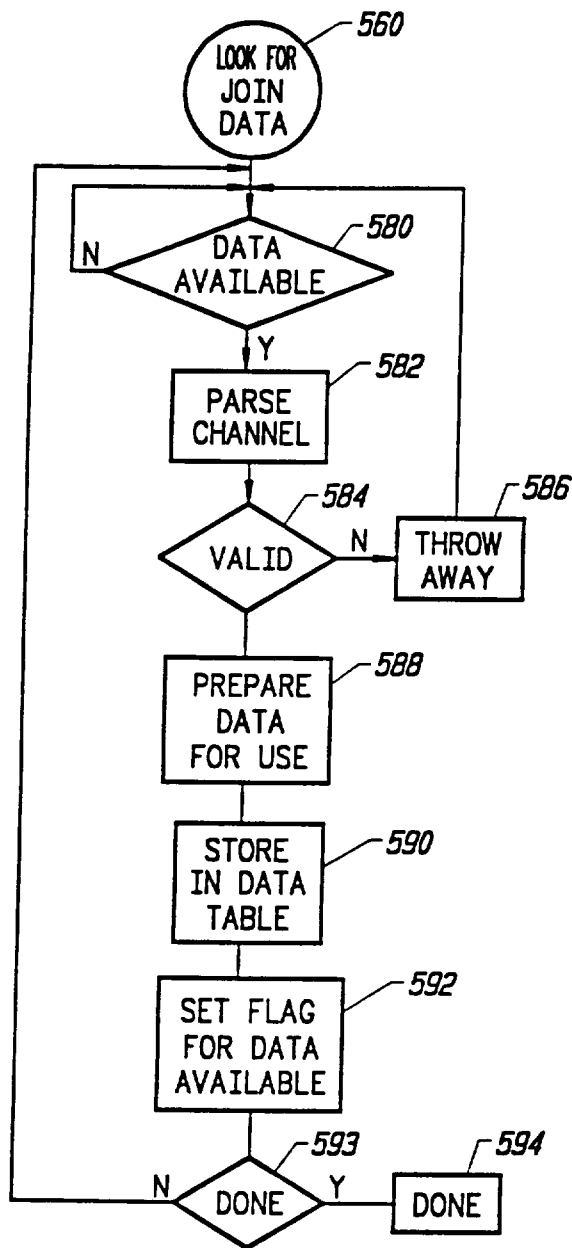 560
LOOK FOR
JOIN
DATA
580
DATA
AVAILABLE
N
Y
582
PARSE
CHANNEL
584
VALID
N
586
THROW
AWAY
588
PREPARE
DATA
FOR USE
590
STORE
IN DATA
TABLE
592
SET FLAG
FOR DATA
AVAILABLE
593
N
DONE
Y
594
DONE